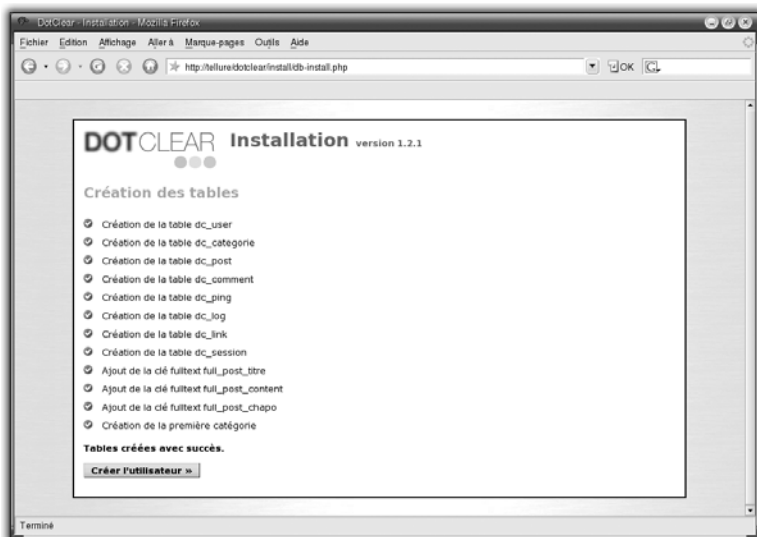 DotClear - Installation - Mozilla Firefox
Fichier Edition Affichage Aller à Marque-pages Outils Aide
http://tellure/dotclear/install/db-install.php OK
DOTCLEAR Installation version 1.2.1
Création des tables
Création de la table dc_user
Création de la table dc_categorie
Création de la table dc_post
Création de la table dc_comment
Création de la table dc_ping
Création de la table dc_log
Création de la table dc_link
Création de la table dc_session
Ajout de la clé fulltext full_post_titre
Ajout de la clé fulltext full_post_content
Ajout de la clé fulltext full_post_chapo
Création de la première catégorie
Tables créées avec succès.
Créer l'utilisateur »
Terminé